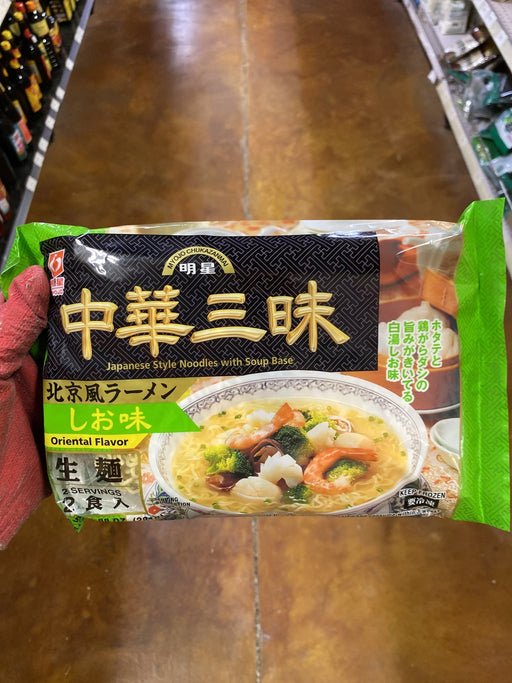 MYOJO CHUKAZANMAI
明星
中華三昧
Japanese Style Noodles with Soup Base
北京風ラーメン
しお味
Oriental Flavor
生麺
2 SERVINGS
2食入
ホタテと
鶏がらダシの
旨みがきいてる
白湯しお味
KEEP FROZEN
要冷凍